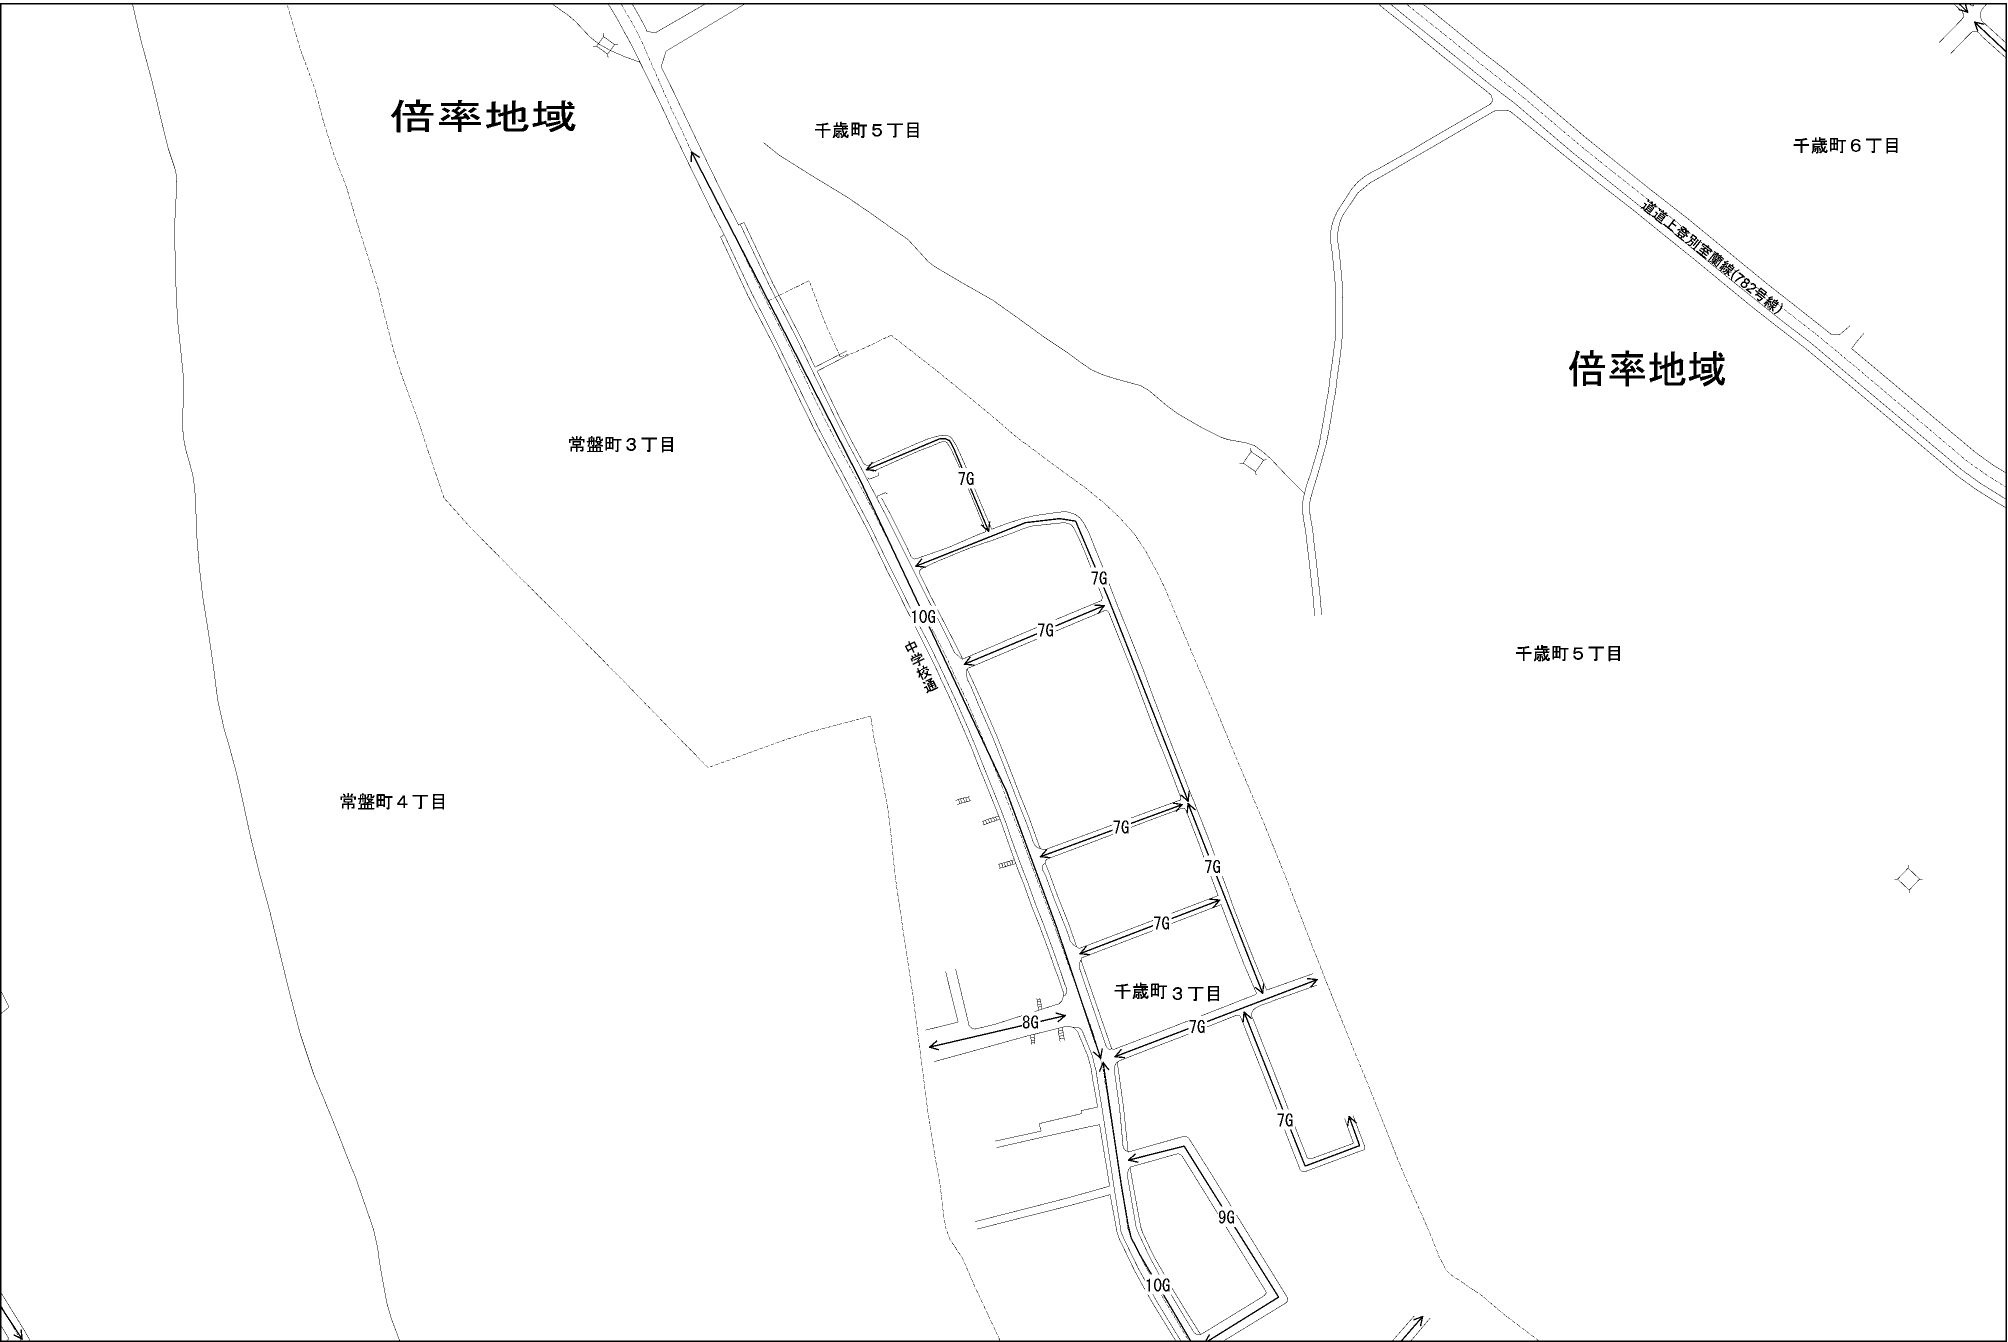 倍率地域
千歳町５丁目
千歳町６丁目
道道上登別室蘭線(782号線)
倍率地域
常盤町３丁目
7G
7G
10G
7G
中学校通
千歳町５丁目
常盤町４丁目
7G
7G
7G
千歳町３丁目
8G
7G
7G
9G
10G